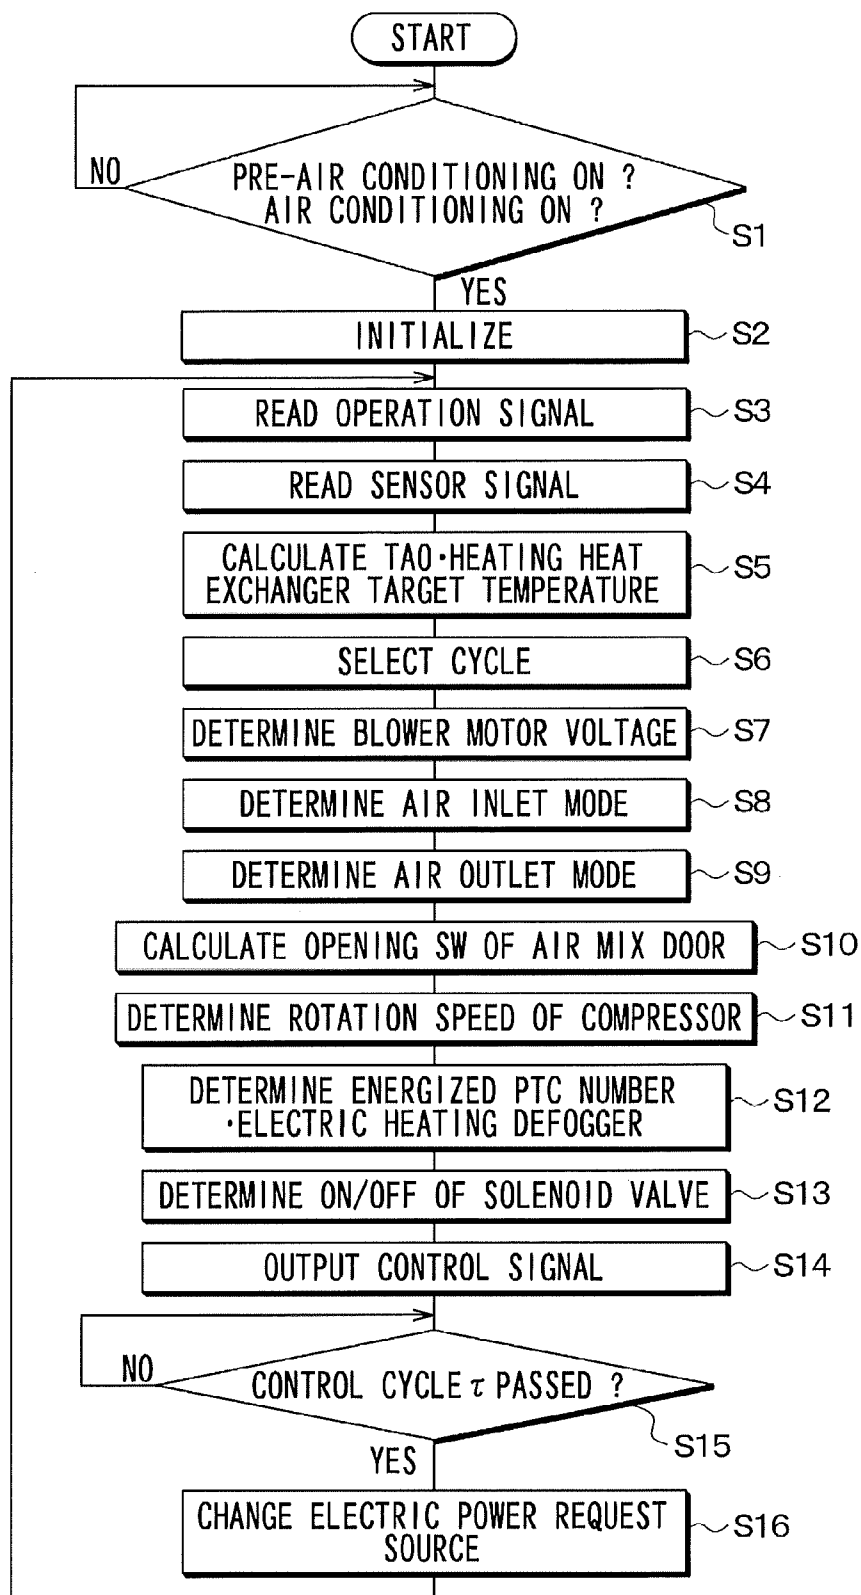 START
NO
PRE-AIR CONDITIONING ON ?
AIR CONDITIONING ON ?
S1
YES
INITIALIZE
S2
READ OPERATION SIGNAL
S3
READ SENSOR SIGNAL
S4
CALCULATE TAO·HEATING HEAT
EXCHANGER TARGET TEMPERATURE
S5
SELECT CYCLE
S6
DETERMINE BLOWER MOTOR VOLTAGE
S7
DETERMINE AIR INLET MODE
S8
DETERMINE AIR OUTLET MODE
S9
CALCULATE OPENING SW OF AIR MIX DOOR
S10
DETERMINE ROTATION SPEED OF COMPRESSOR
S11
DETERMINE ENERGIZED PTC NUMBER
·ELECTRIC HEATING DEFOGGER
S12
DETERMINE ON/OFF OF SOLENOID VALVE
S13
OUTPUT CONTROL SIGNAL
S14
NO
CONTROL CYCLE τ PASSED ?
S15
YES
CHANGE ELECTRIC POWER REQUEST
SOURCE
S16